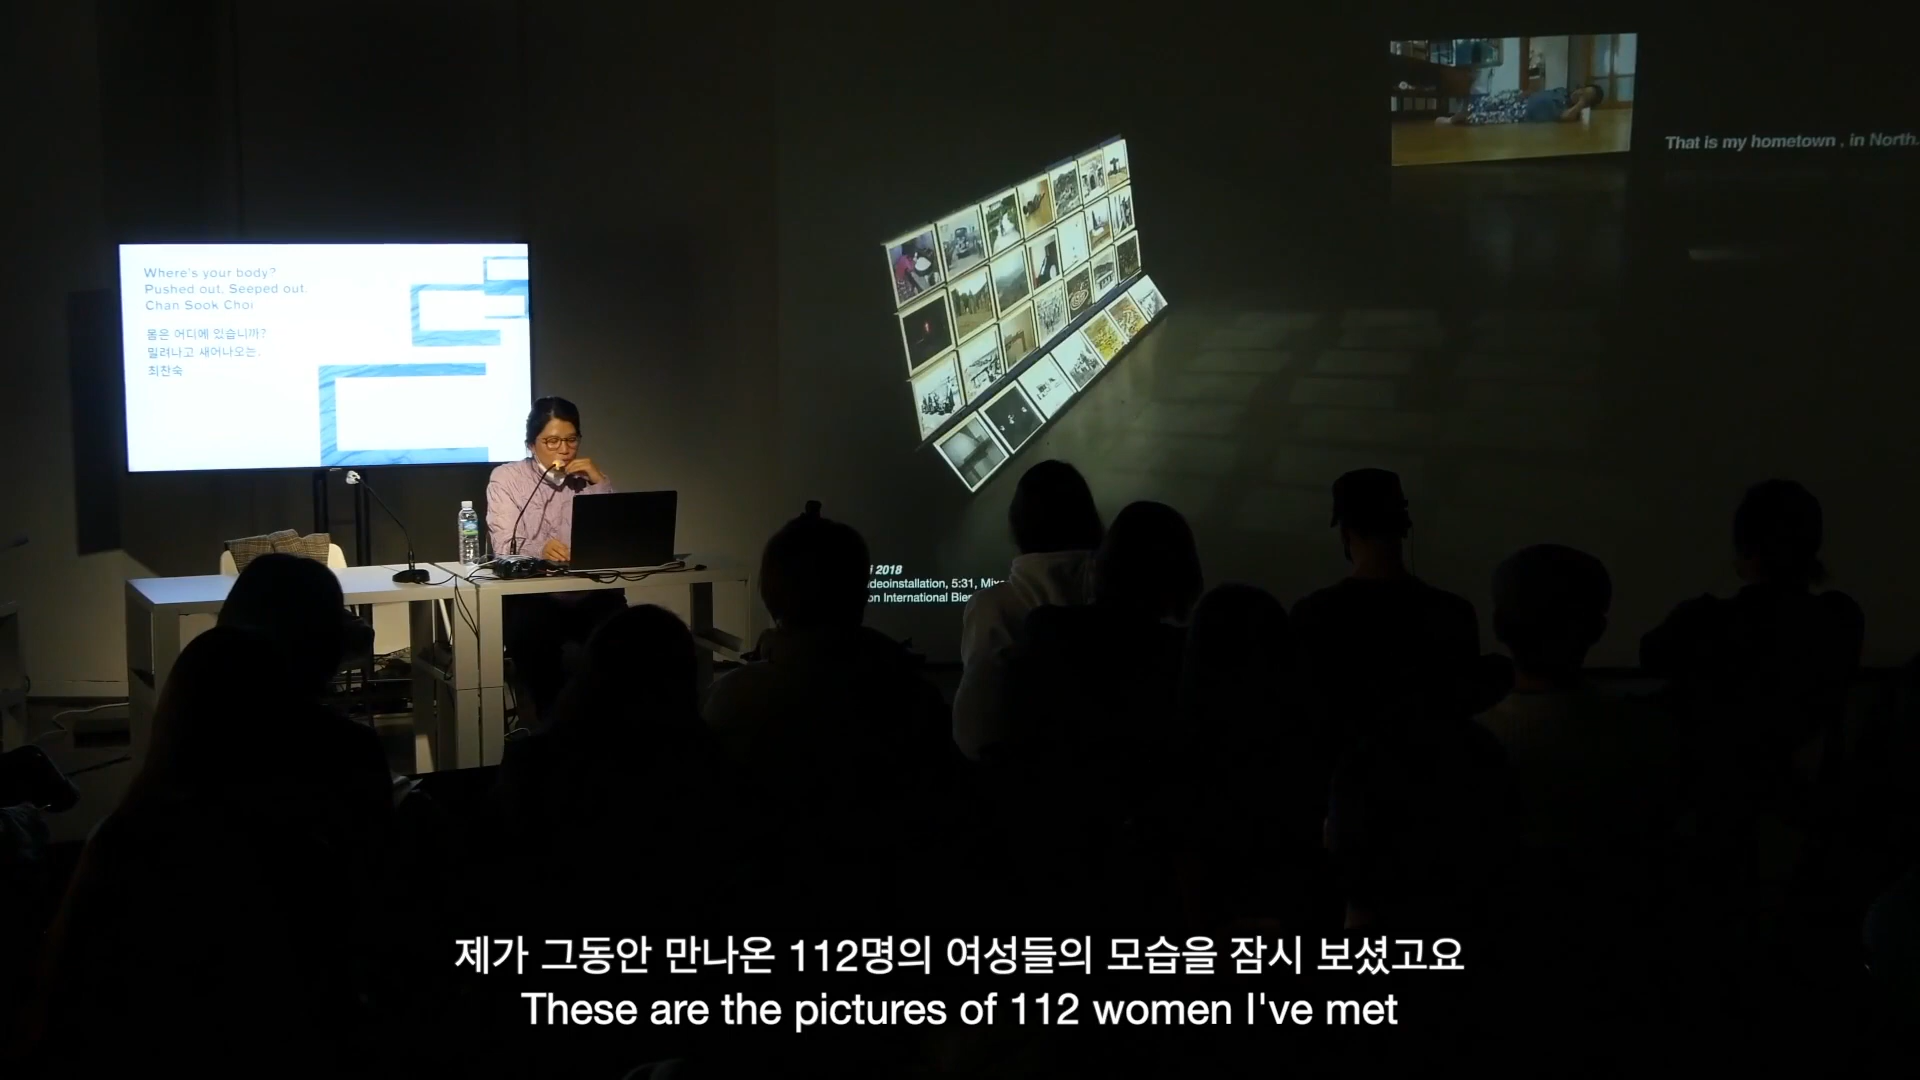 Where's your body?
Pushed out. Seeped out.
Chan Sook Choi
몸은 어디에 있습니까?
밀려나고 새어나오는.
최찬숙
That is my hometown , in North.
2018
deoinstallation, 5:31, Mix
on International Bie
제가 그동안 만나온 112명의 여성들의 모습을 잠시 보셨고요
These are the pictures of 112 women I've met